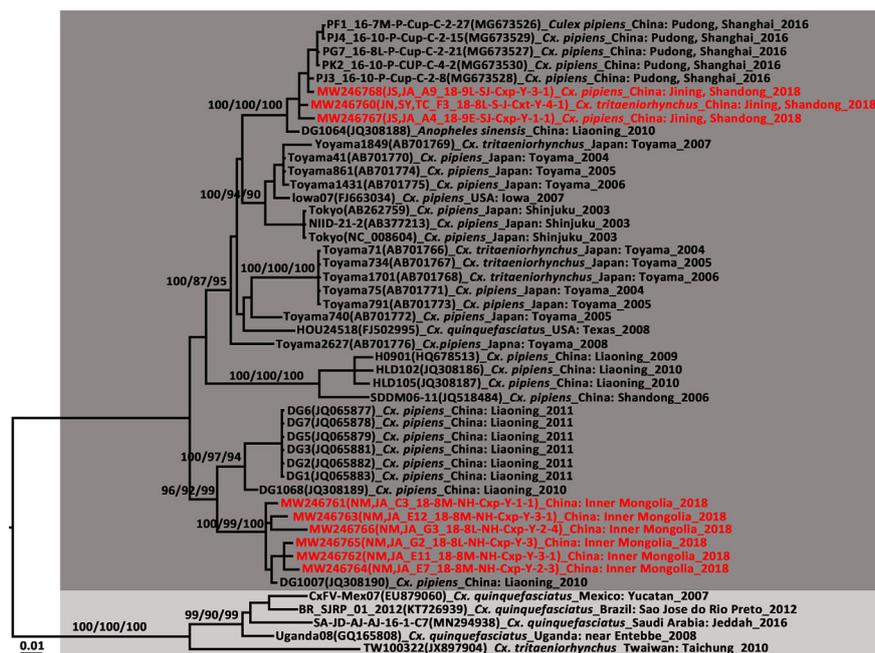 PF1_16-7M-P-Cup-C-2-27(MG673526)_Culex pipiens_China: Pudong, Shanghai_2016
PJ4_16-10-P-Cup-C-2-15(MG673529)_Cx. pipiens_China: Pudong, Shanghai_2016
PG7_16-8L-P-Cup-C-2-21(MG673527)_Cx. pipiens_China: Pudong, Shanghai_2016
PK2_16-10-P-CUP-C-4-2(MG673530)_Cx. pipiens_China: Pudong, Shanghai_2016
PJ3_16-10-P-Cup-C-2-8(MG673528)_Cx. pipiens_China: Pudong, Shanghai_2016
MW246768(JS,JA_A9_18-9L-SJ-Cxp-Y-3-1)_Cx. pipiens_China: Jining, Shandong_2018
100/100/100
MW246760(JN,SY,TC_F3_18-8L-S-J-Cxt-Y-4-1)_Cx. tritaeniorhynchus_China: Jining, Shandong_2018
MW246767(JS,JA_A4_18-9E-SJ-Cxp-Y-1-1)_Cx. pipiens_China: Jining, Shandong_2018
DG1064(JQ308188)_Anopheles sinensis_China: Liaoning_2010
Yoyama1849(AB701769)_Cx. tritaeniorhynchus_Japan: Toyama_2007
Toyama41(AB701770)_Cx. pipiens_Japan: Toyama_2004
Toyama861(AB701774)_Cx. pipiens_Japan: Toyama_2005
Toyama1431(AB701775)_Cx. pipiens_Japan: Toyama_2006
100/94/90
Iowa07(FJ663034)_Cx. pipiens_USA: Iowa_2007
Tokyo(AB262759)_Cx. pipiens_Japan: Shinjuku_2003
NIID-21-2(AB377213)_Cx. pipiens_Japan: Shinjuku_2003
Tokyo(NC_008604)_Cx. pipiens_Japan: Shinjuku_2003
Toyama71(AB701766)_Cx. tritaeniorhynchus_Japan: Toyama_2004
Toyama734(AB701767)_Cx. tritaeniorhynchus_Japan: Toyama_2005
100/100/100
Toyama1701(AB701768)_Cx. tritaeniorhynchus_Japan: Toyama_2006
100/87/95
Toyama75(AB701771)_Cx. pipiens_Japan: Toyama_2004
Toyama791(AB701773)_Cx. pipiens_Japan: Toyama_2005
Toyama740(AB701772)_Cx. pipiens_Japan: Toyama_2005
HOU24518(FJ502995)_Cx. quinquefasciatus_USA: Texas_2008
Toyama2627(AB701776)_Cx.pipiens_Japna: Toyama_2008
H0901(HQ678513)_Cx. pipiens_China: Liaoning_2009
HLD102(JQ308186)_Cx. pipiens_China: Liaoning_2010
100/100/100
HLD105(JQ308187)_Cx. pipiens_China: Liaoning_2010
SDDM06-11(JQ518484)_Cx. pipiens_China: Shandong_2006
DG6(JQ065877)_Cx. pipiens_China: Liaoning_2011
DG7(JQ065878)_Cx. pipiens_China: Liaoning_2011
DG5(JQ065879)_Cx. pipiens_China: Liaoning_2011
DG3(JQ065881)_Cx. pipiens_China: Liaoning_2011
100/97/94
DG2(JQ065882)_Cx. pipiens_China: Liaoning_2011
DG1(JQ065883)_Cx. pipiens_China: Liaoning_2011
96/92/99
DG1068(JQ308189)_Cx. pipiens_China: Liaoning_2010
MW246761(NM,JA_C3_18-8M-NH-Cxp-Y-1-1)_China: Inner Mongolia_2018
MW246763(NM,JA_E12_18-8M-NH-Cxp-Y-3-1)_China: Inner Mongolia_2018
100/99/100
MW246766(NM,JA_G3_18-8L-NH-Cxp-Y-2-4)_China: Inner Mongolia_2018
MW246765(NM,JA_G2_18-8L-NH-Cxp-Y-3)_China: Inner Mongolia_2018
MW246762(NM,JA_E11_18-8M-NH-Cxp-Y-3-1)_China: Inner Mongolia_2018
MW246764(NM,JA_E7_18-8M-NH-Cxp-Y-2-3)_China: Inner Mongolia_2018
DG1007(JQ308190)_Cx. pipiens_China: Liaoning_2010
CxFV-Mex07(EU879060)_Cx. quinquefasciatus_Mexico: Yucatan_2007
99/90/99
BR_SJRP_01_2012(KT726939)_Cx. quinquefasciatus_Brazil: Sao Jose do Rio Preto_2012
100/100/100
SA-JD-AJ-AJ-16-1-C7(MN294938)_Cx. quinquefasciatus_Saudi Arabia: Jeddah_2016
Uganda08(GQ165808)_Cx. quinquefasciatus_Uganda: near Entebbe_2008
0.01
TW100322(JX897904)_Cx. tritaeniorhynchus_Twaiwan: Taichung_2010